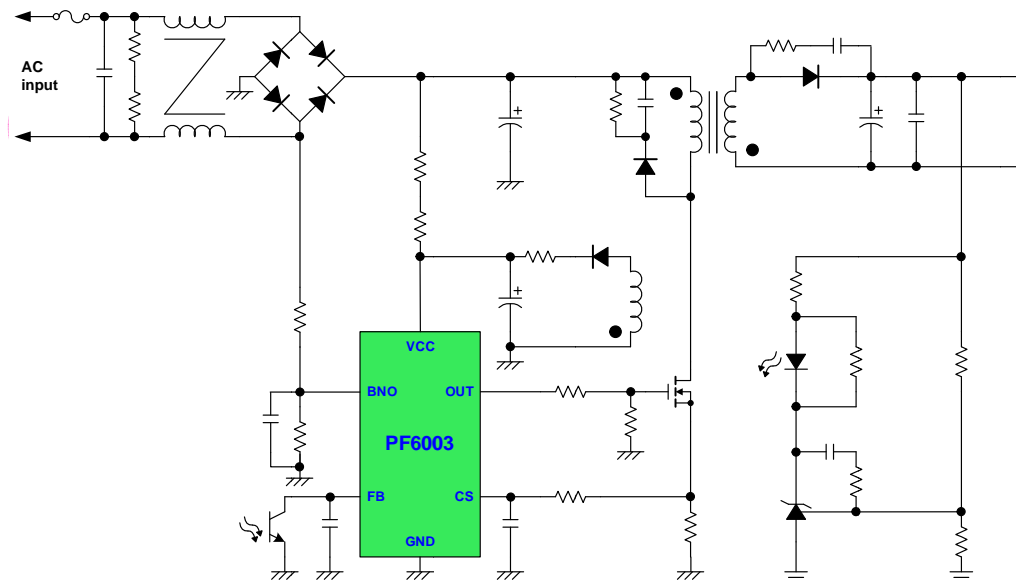 AC
input
VCC
BNO
OUT
PF6003
FB
CS
GND
+
+
+